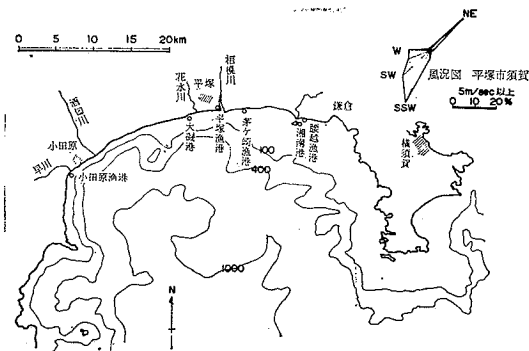 0 10 20km
NE
W
SW
SSW
風況図 平塚市須賀
5m/sec以上
0 10 20%
相模川
花水川
平塚
酒匂川
小田原
早川
小田原漁港
大磯港
平塚漁港
茅ヶ崎漁港
湘南港
腰越漁港
鎌倉
横須賀
100
400
1000
N